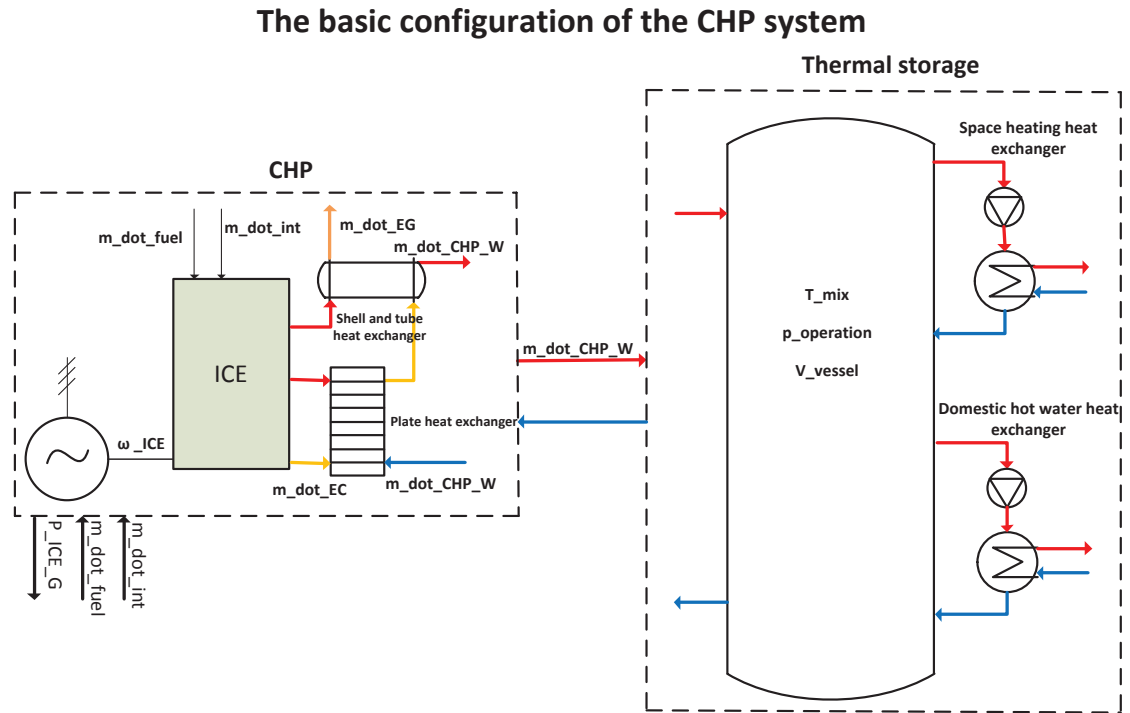 The basic configuration of the CHP system
Thermal storage
CHP
Space heating heat
exchanger
m_dot_fuel
m_dot_int
m_dot_EG
m_dot_CHP_W
Shell and tube
heat exchanger
T_mix
p_operation
V_vessel
m_dot_CHP_W
ICE
Plate heat exchanger
Domestic hot water heat
exchanger
ω_ICE
m_dot_EC
m_dot_CHP_W
P_ICE_G
m_dot_fuel
m_dot_int